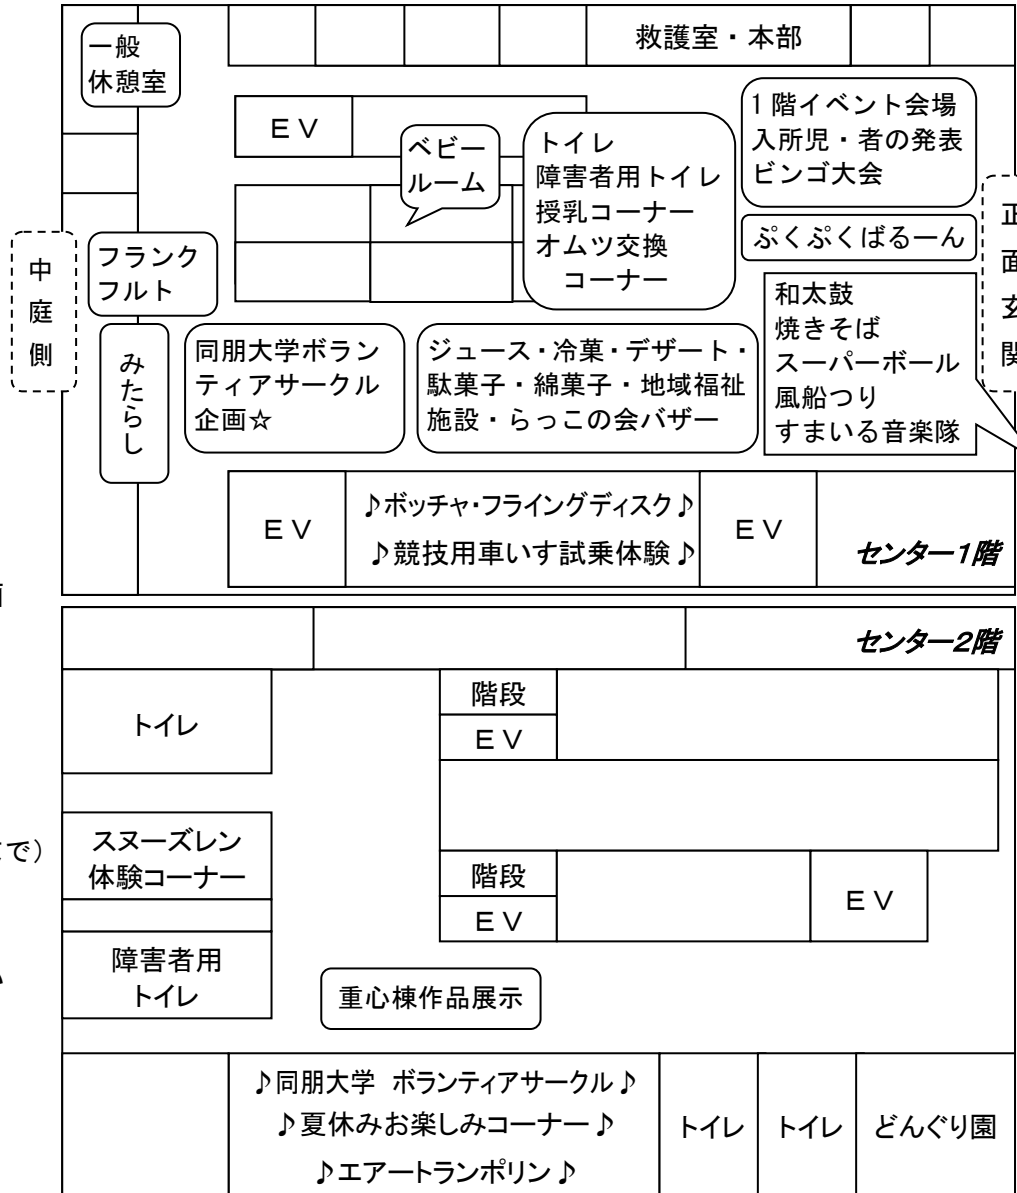 一般
休憩室
救護室・本部
ＥＶ
ベビー
ルーム
トイレ
障害者用トイレ
授乳コーナー
オムツ交換
コーナー
1階イベント会場
入所児・者の発表
ビンゴ大会
ぷくぷくばるーん
正
面
玄
関
中
庭
側
フランク
フルト
みたらし
同朋大学ボラン
ティアサークル
企画☆
ジュース・冷菓・デザート・
駄菓子・綿菓子・地域福祉
施設・らっこの会バザー
和太鼓
焼きそば
スーパーボール
風船つり
すまいる音楽隊
ＥＶ
♪ボッチャ・フライングディスク♪
♪競技用車いす試乗体験♪
ＥＶ
センター1階
センター2階
トイレ
階段
ＥＶ
スヌーズレン
体験コーナー
で）
階段
ＥＶ
ＥＶ
障害者用
トイレ
重心棟作品展示
♪同朋大学 ボランティアサークル♪
♪夏休みお楽しみコーナー♪
♪エアートランポリン♪
トイレ
トイレ
どんぐり園